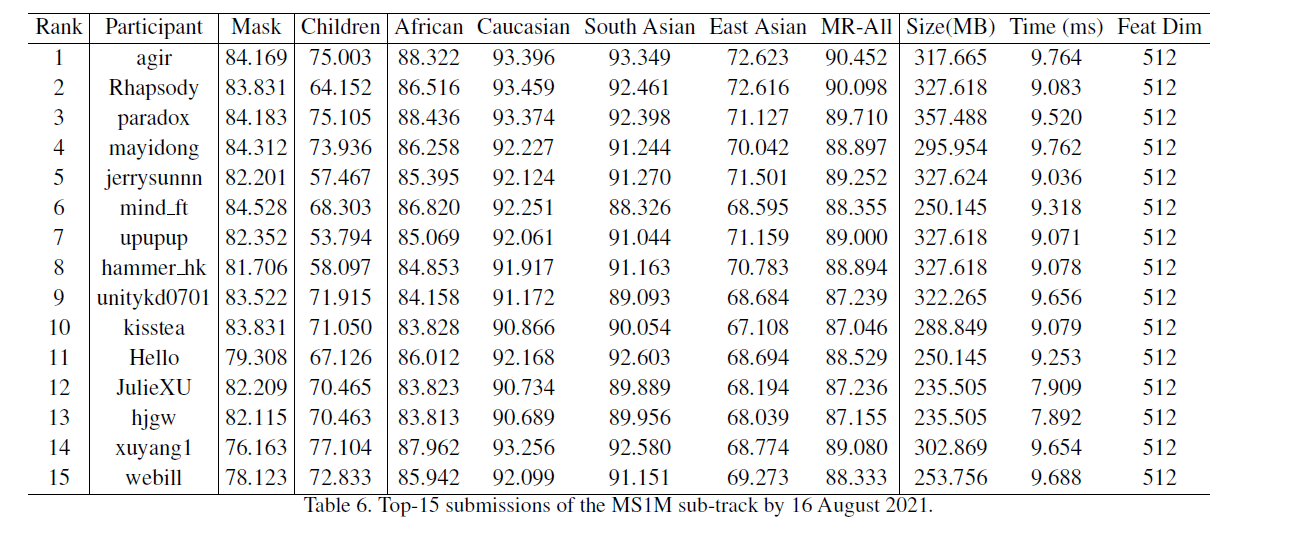 Rank Participant Mask Children African Caucasian South Asian East Asian MR-All Size(MB) Time (ms) Feat Dim
1 agir 84.169 75.003 88.322 93.396 93.349 72.623 90.452 317.665 9.764 512
2 Rhapsody 83.831 64.152 86.516 93.459 92.461 72.616 90.098 327.618 9.083 512
3 paradox 84.183 75.105 88.436 93.374 92.398 71.127 89.710 357.488 9.520 512
4 mayidong 84.312 73.936 86.258 92.227 91.244 70.042 88.897 295.954 9.762 512
5 jerrysunnn 82.201 57.467 85.395 92.124 91.270 71.501 89.252 327.624 9.036 512
6 mind_ft 84.528 68.303 86.820 92.251 88.326 68.595 88.355 250.145 9.318 512
7 upupup 82.352 53.794 85.069 92.061 91.044 71.159 89.000 327.618 9.071 512
8 hammer_hk 81.706 58.097 84.853 91.917 91.163 70.783 88.894 327.618 9.078 512
9 unitykd0701 83.522 71.915 84.158 91.172 89.093 68.684 87.239 322.265 9.656 512
10 kisstea 83.831 71.050 83.828 90.866 90.054 67.108 87.046 288.849 9.079 512
11 Hello 79.308 67.126 86.012 92.168 92.603 68.694 88.529 250.145 9.253 512
12 JulieXU 82.209 70.465 83.823 90.734 89.889 68.194 87.236 235.505 7.909 512
13 hjgw 82.115 70.463 83.813 90.689 89.956 68.039 87.155 235.505 7.892 512
14 xuyang1 76.163 77.104 87.962 93.256 92.580 68.774 89.080 302.869 9.654 512
15 webill 78.123 72.833 85.942 92.099 91.151 69.273 88.333 253.756 9.688 512
Table 6. Top-15 submissions of the MS1M sub-track by 16 August 2021.